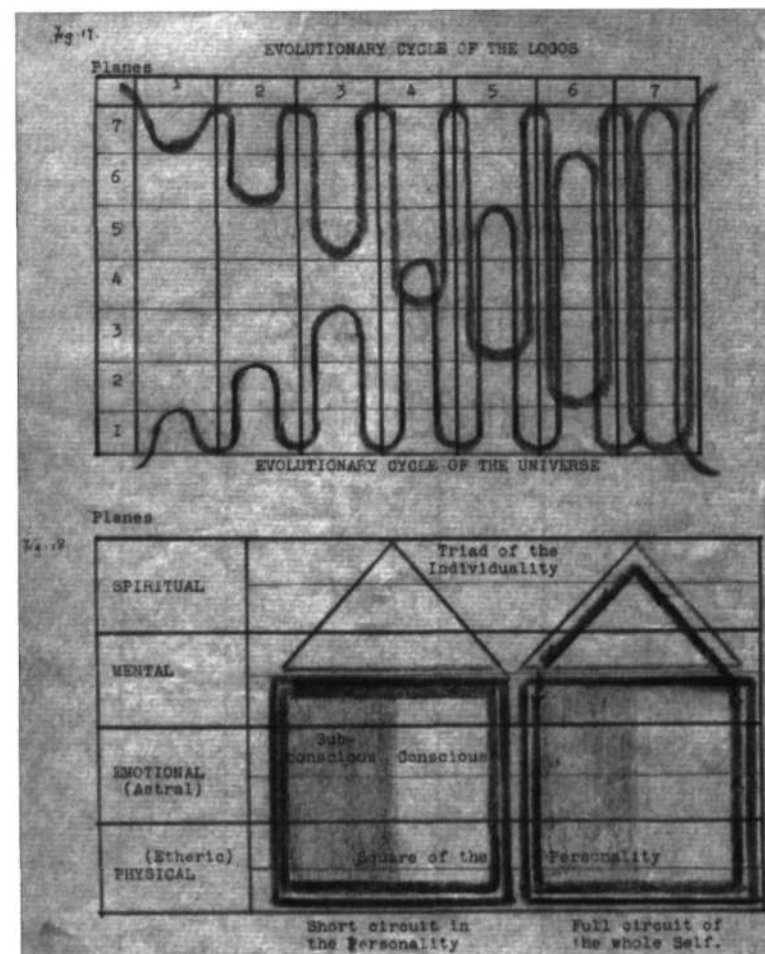 Fig. 17.
EVOLUTIONARY CYCLE OF THE LOGOS
Planes
1 2 3 4 5 6 7
7
6
5
4
3
2
I
EVOLUTIONARY CYCLE OF THE UNIVERSE
Planes
Fig. 18
Triad of the
Individuality
SPIRITUAL
MENTAL
Sub-
conscious Conscious
EMOTIONAL
(Astral)
(Etheric) Square of the Personality
PHYSICAL
Short circuit in
the Personality
Full circuit of
the whole Self.